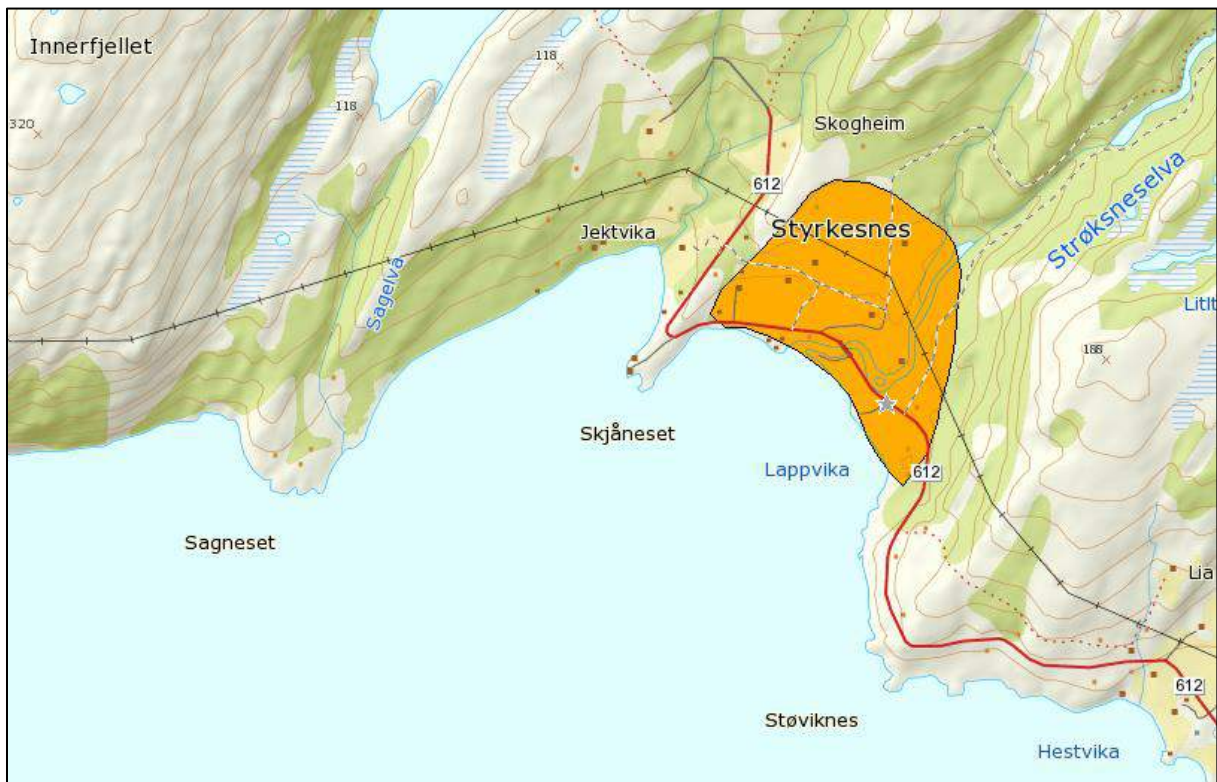 Innerfjellet
118
118
320
Skogheim
612
Jektvika
Styrkesnes
Strøksneselva
Sagelva
Litlt
188
Skjåneset
Lappvika
612
Sagneset
Lia
612
Støviknes
Hestvika